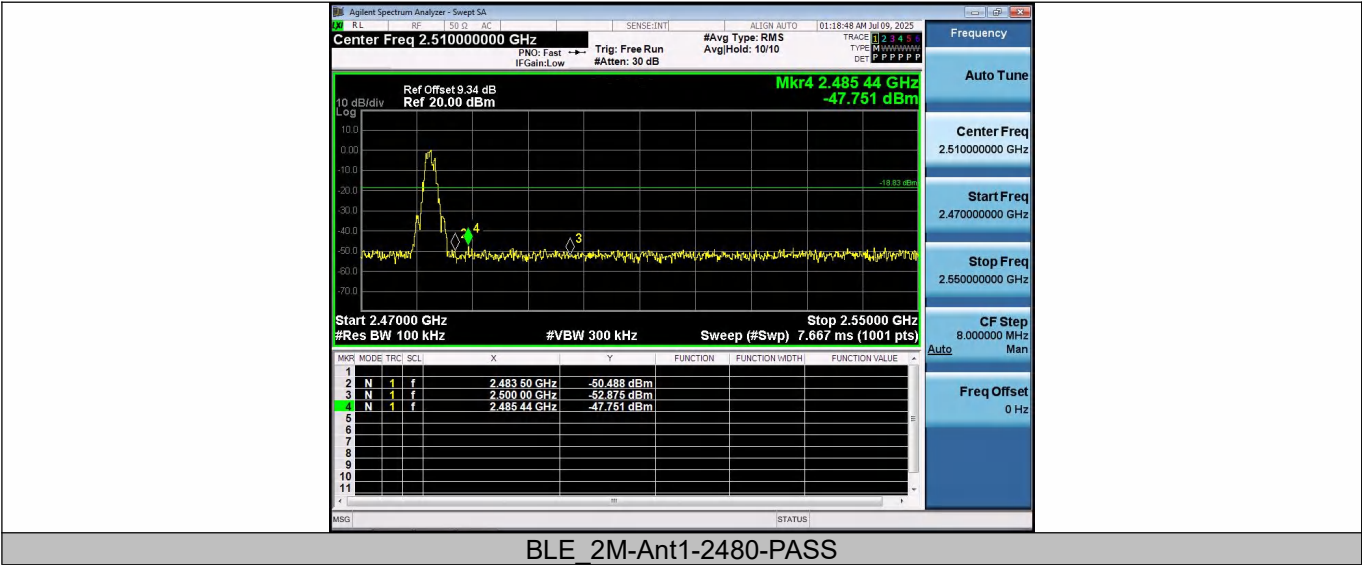 Agilent Spectrum Analyzer - Swept SA
LXI RL RF 50 Ω AC SENSE:INT ALIGN AUTO 01:18:48 AM Jul 09, 2025
Center Freq 2.510000000 GHz
PNO: Fast
IFGain:Low
Trig: Free Run
#Atten: 30 dB
#Avg Type: RMS
Avg|Hold: 10/10
TRACE 1 2 3 4 5 6
TYPE M W W W W W
DET P P P P P P
Frequency
Mkr4 2.485 44 GHz
-47.751 dBm
Ref Offset 9.34 dB
10 dB/div Ref 20.00 dBm
Log
10.0
0.00
-10.0
-20.0
-30.0
-40.0
-50.0
-60.0
-70.0
-18.83 dBm
2
4
3
Start 2.47000 GHz Stop 2.55000 GHz
#Res BW 100 kHz #VBW 300 kHz Sweep (#Swp) 7.667 ms (1001 pts)
MKR MODE TRC SCL X Y FUNCTION FUNCTION WIDTH FUNCTION VALUE
1
2 N 1 f 2.483 50 GHz -50.488 dBm
3 N 1 f 2.500 00 GHz -52.875 dBm
4 N 1 f 2.485 44 GHz -47.751 dBm
5
6
7
8
9
10
11
MSG STATUS
Auto Tune
Center Freq
2.510000000 GHz
Start Freq
2.470000000 GHz
Stop Freq
2.550000000 GHz
CF Step
8.000000 MHz
Auto Man
Freq Offset
0 Hz
BLE_2M-Ant1-2480-PASS